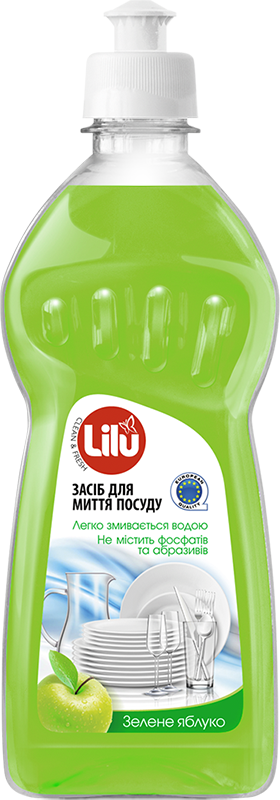 Lilu
CLEAN & FRESH
ЗАСІБ ДЛЯ
МИТТЯ ПОСУДУ
EUROPEAN
QUALITY
Легко змивається водою
Не містить фосфатів
та абразивів
Зелене яблуко